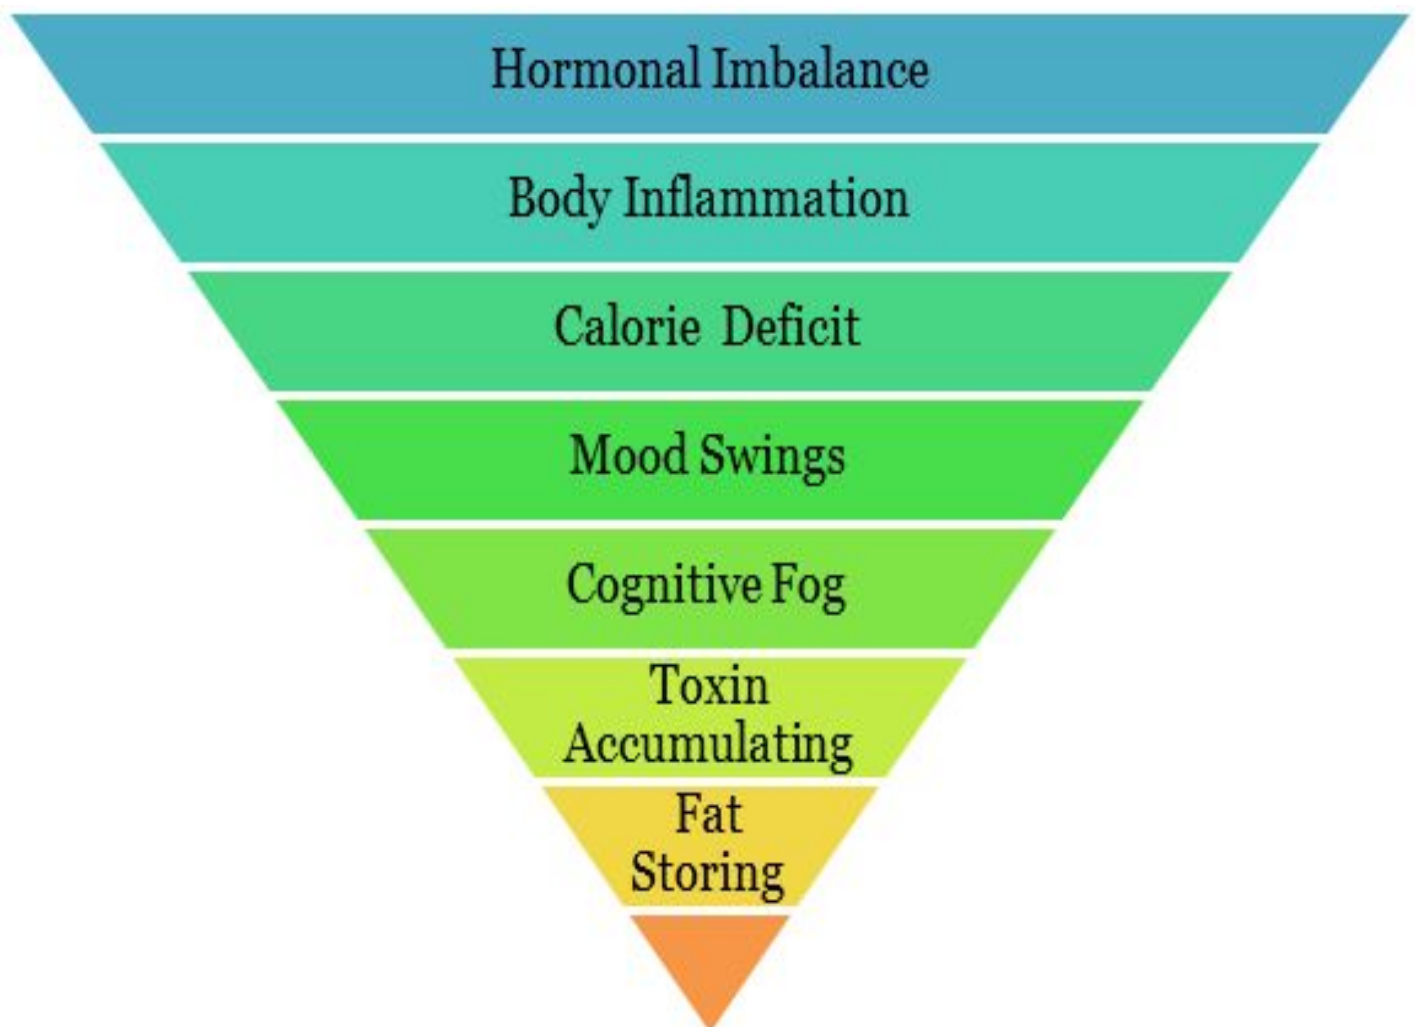 Hormonal Imbalance
Body Inflammation
Calorie Deficit
Mood Swings
Cognitive Fog
Toxin
Accumulating
Fat
Storing